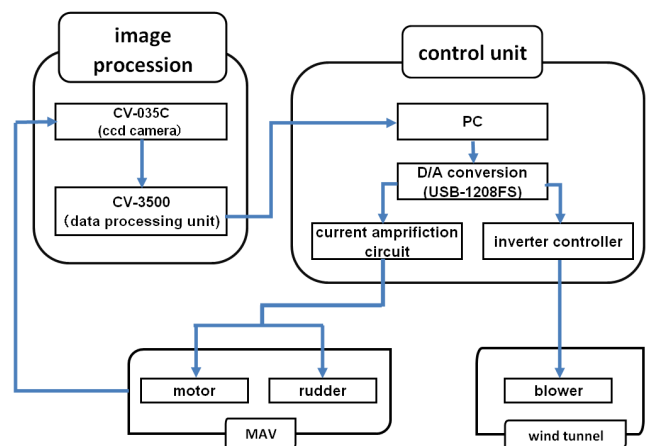 image
procession
control unit
CV-035C
(ccd camera)
CV-3500
(data processing unit)
PC
D/A conversion
(USB-1208FS)
current amprifiction
circuit
inverter controller
motor
rudder
MAV
blower
wind tunnel